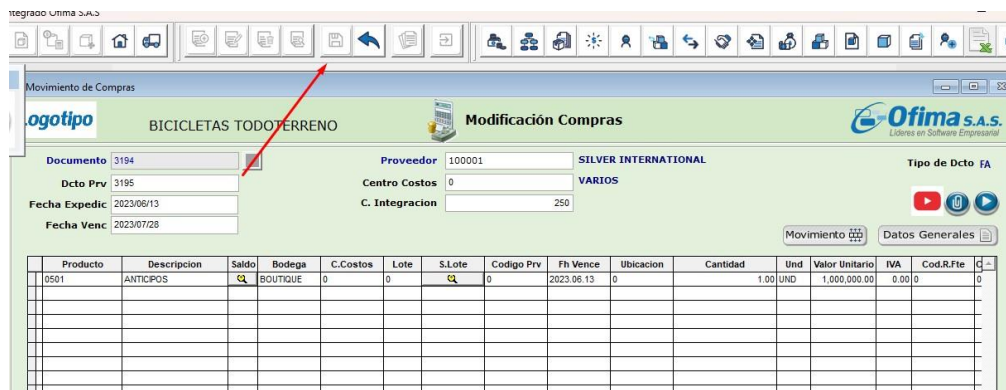 ntegrado Ofima S.A.S
Movimiento de Compras
ogotipo
BICICLETAS TODOTERRENO
Modificación Compras
Ofima S.A.S.
Líderes en Software Empresarial
Documento 3194 Proveedor 100001 SILVER INTERNATIONAL Tipo de Dcto FA
Dcto Prv 3195 Centro Costos 0 VARIOS
Fecha Expedic 2023/06/13 C. Integracion 250
Fecha Venc 2023/07/28
Movimiento Datos Generales
Producto Descripcion Saldo Bodega C.Costos Lote S.Lote Codigo Prv Fh Vence Ubicacion Cantidad Und Valor Unitario IVA Cod.R.Fte C
0501 ANTICIPOS BOUTIQUE 0 0 0 2023.06.13 0 1.00 UND 1,000,000.00 0.00 0 0